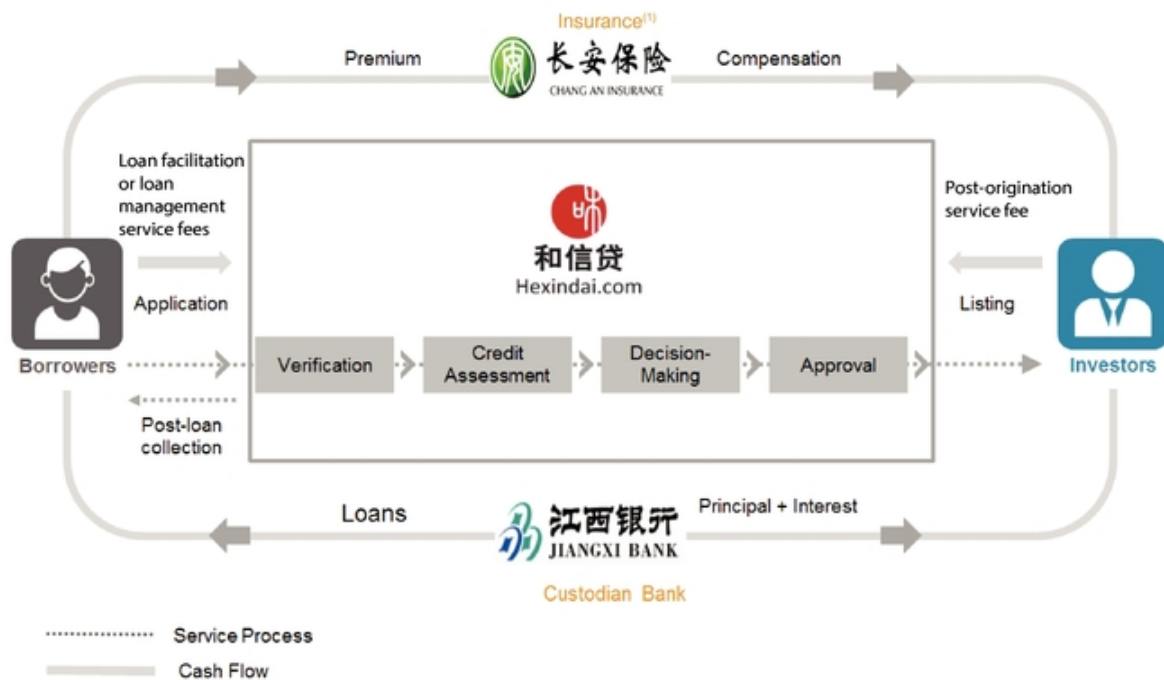 Insurance(1)
Premium
长安保险
CHANG AN INSURANCE
Compensation
Loan facilitation
or loan
management
service fees
Application
Borrowers
Post-loan
collection
和信贷
Hexindai.com
Verification
Credit
Assessment
Decision-
Making
Approval
Post-origination
service fee
Listing
Investors
Loans
江西银行
JIANGXI BANK
Principal + Interest
Custodian Bank
Service Process
Cash Flow